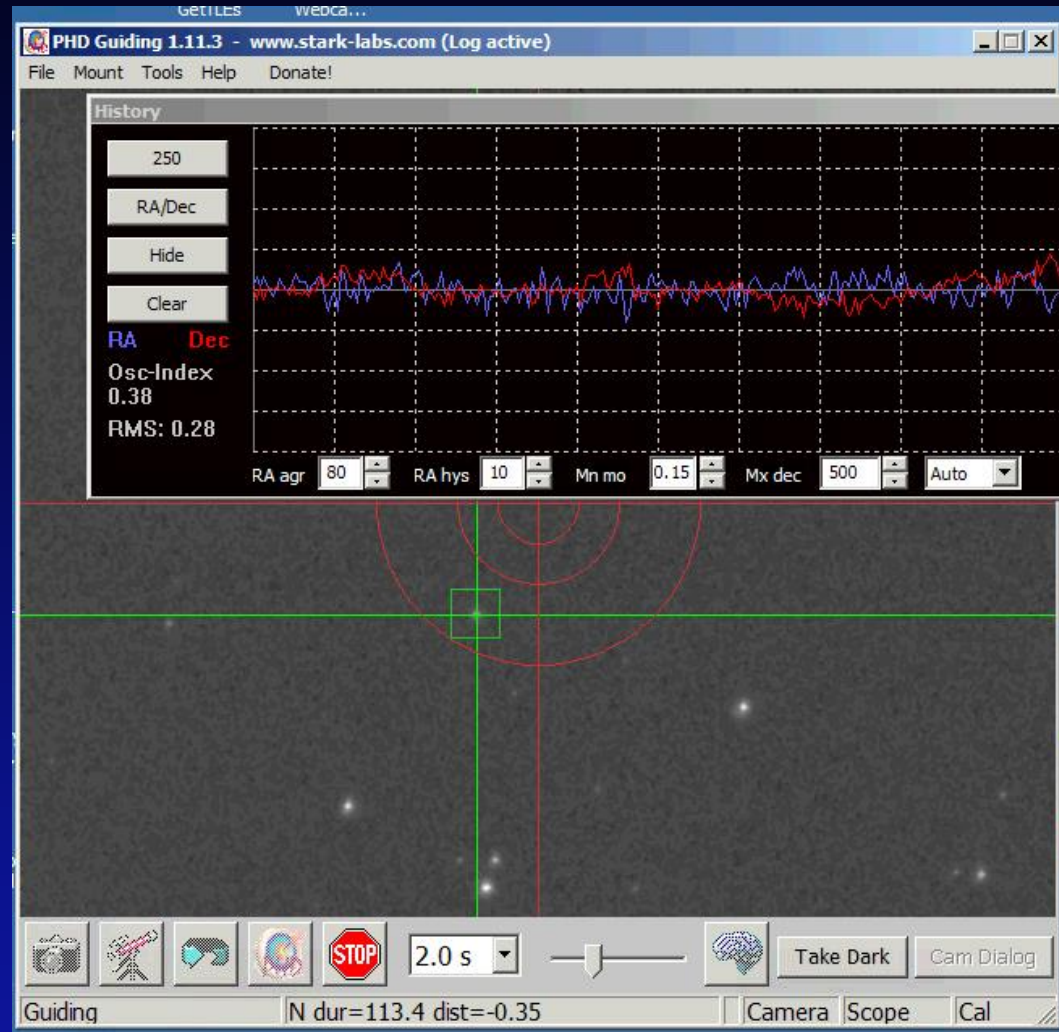 GetTLEs Webca...
PHD Guiding 1.11.3 - www.stark-labs.com (Log active)
File Mount Tools Help Donate!
History
250
RA/Dec
Hide
Clear
RA Dec
Osc-Index
0.38
RMS: 0.28
RA agr 80 RA hys 10 Mn mo 0.15 Mx dec 500 Auto
STOP 2.0 s Take Dark Cam Dialog
Guiding N dur=113.4 dist=-0.35 Camera Scope Cal